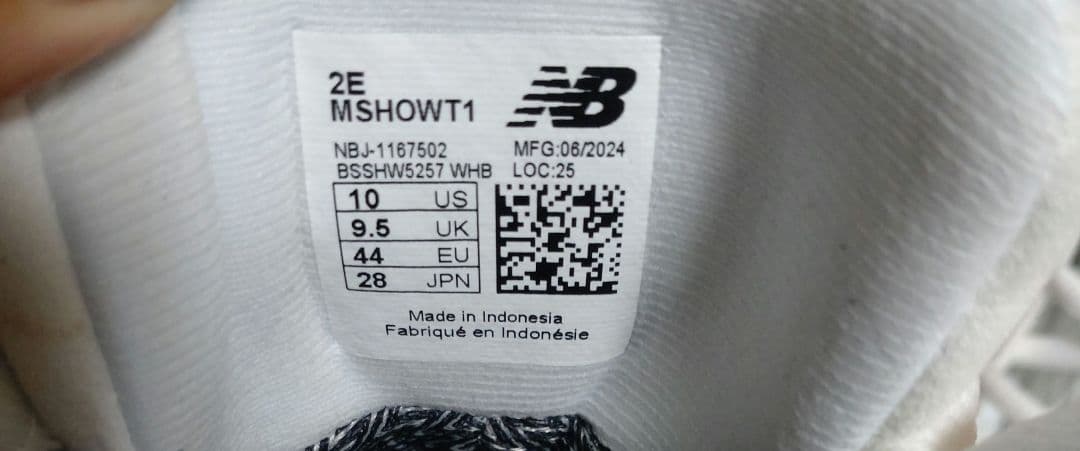 2E
MSHOWT1
NB
NBJ-1167502 MFG:06/2024
BSSHW5257 WHB LOC:25
10 US
9.5 UK
44 EU
28 JPN
Made in Indonesia
Fabriqué en Indonésie